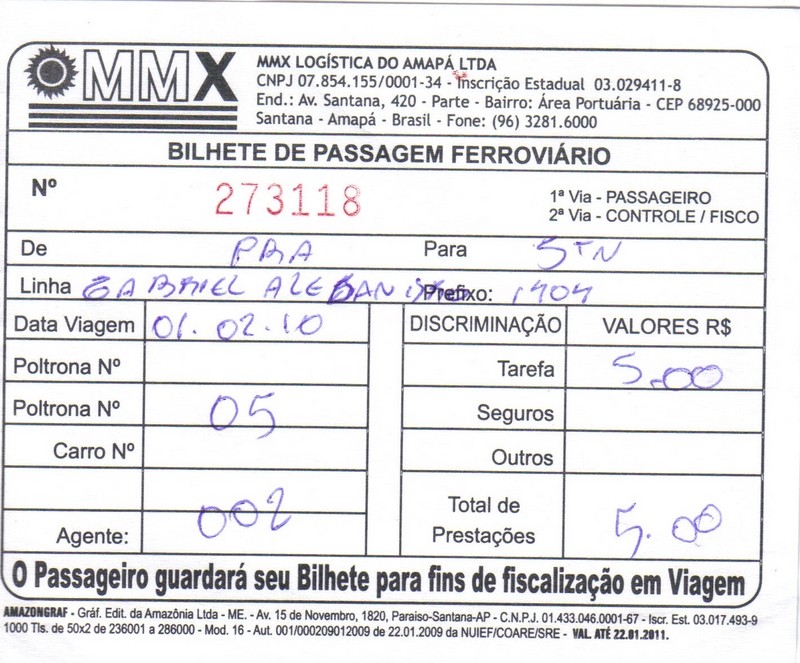 MMX
MMX LOGÍSTICA DO AMAPÁ LTDA
CNPJ 07.854.155/0001-34 - Inscrição Estadual 03.029411-8
End.: Av. Santana, 420 - Parte - Bairro: Área Portuária - CEP 68925-000
Santana - Amapá - Brasil - Fone: (96) 3281.6000
BILHETE DE PASSAGEM FERROVIÁRIO
Nº 273118
1ª Via - PASSAGEIRO
2ª Via - CONTROLE / FISCO
De PBA Para STN
Linha GABRIEL Prefixo: 1404
Data Viagem 01.02.10
Poltrona Nº
Poltrona Nº 05
Carro Nº
Agente: 002
DISCRIMINAÇÃO VALORES R$
Tarefa 5.00
Seguros
Outros
Total de
Prestações 5.00
O Passageiro guardará seu Bilhete para fins de fiscalização em Viagem
AMAZONGRAF - Gráf. Edit. da Amazônia Ltda - ME. - Av. 15 de Novembro, 1820, Paraiso-Santana-AP - C.N.P.J. 01.433.046.0001-67 - Iscr. Est. 03.017.493-9
1000 Tls. de 50x2 de 236001 a 286000 - Mod. 16 - Aut. 001/000209012009 de 22.01.2009 da NUIEF/COARE/SRE - VAL. ATÉ 22.01.2011.